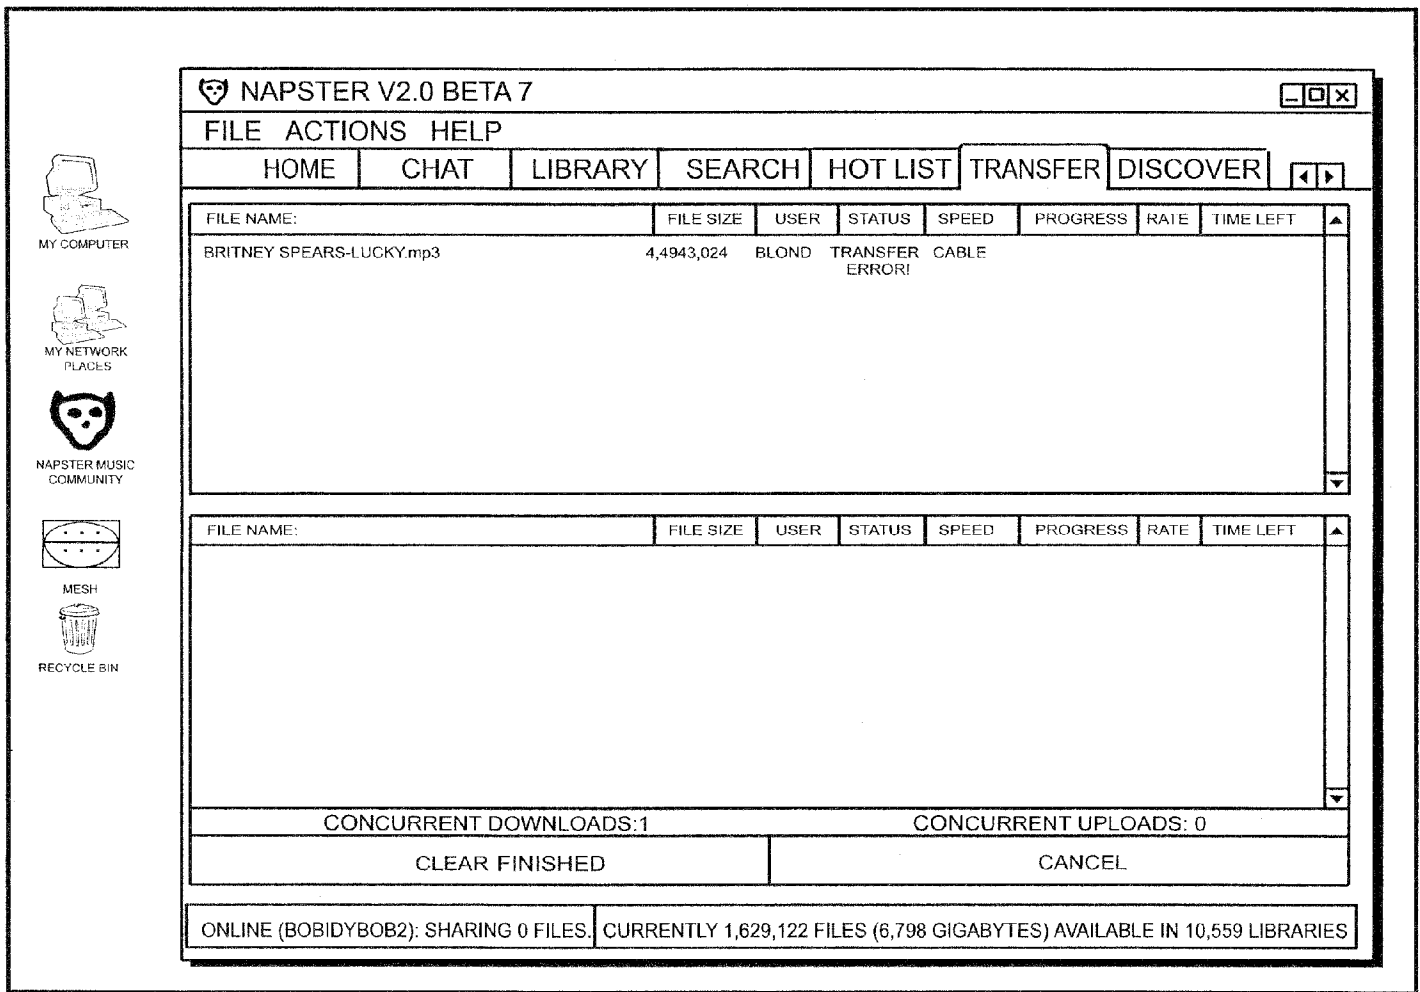 NAPSTER V2.0 BETA 7
FILE ACTIONS HELP
HOME CHAT LIBRARY SEARCH HOT LIST TRANSFER DISCOVER
FILE NAME: FILE SIZE USER STATUS SPEED PROGRESS RATE TIME LEFT
BRITNEY SPEARS-LUCKY.mp3 4,4943,024 BLOND TRANSFER CABLE
ERROR!
MY COMPUTER
MY NETWORK
PLACES
NAPSTER MUSIC
COMMUNITY
FILE NAME: FILE SIZE USER STATUS SPEED PROGRESS RATE TIME LEFT
MESH
RECYCLE BIN
CONCURRENT DOWNLOADS:1 CONCURRENT UPLOADS: 0
CLEAR FINISHED CANCEL
ONLINE (BOBIDYBOB2): SHARING 0 FILES. CURRENTLY 1,629,122 FILES (6,798 GIGABYTES) AVAILABLE IN 10,559 LIBRARIES